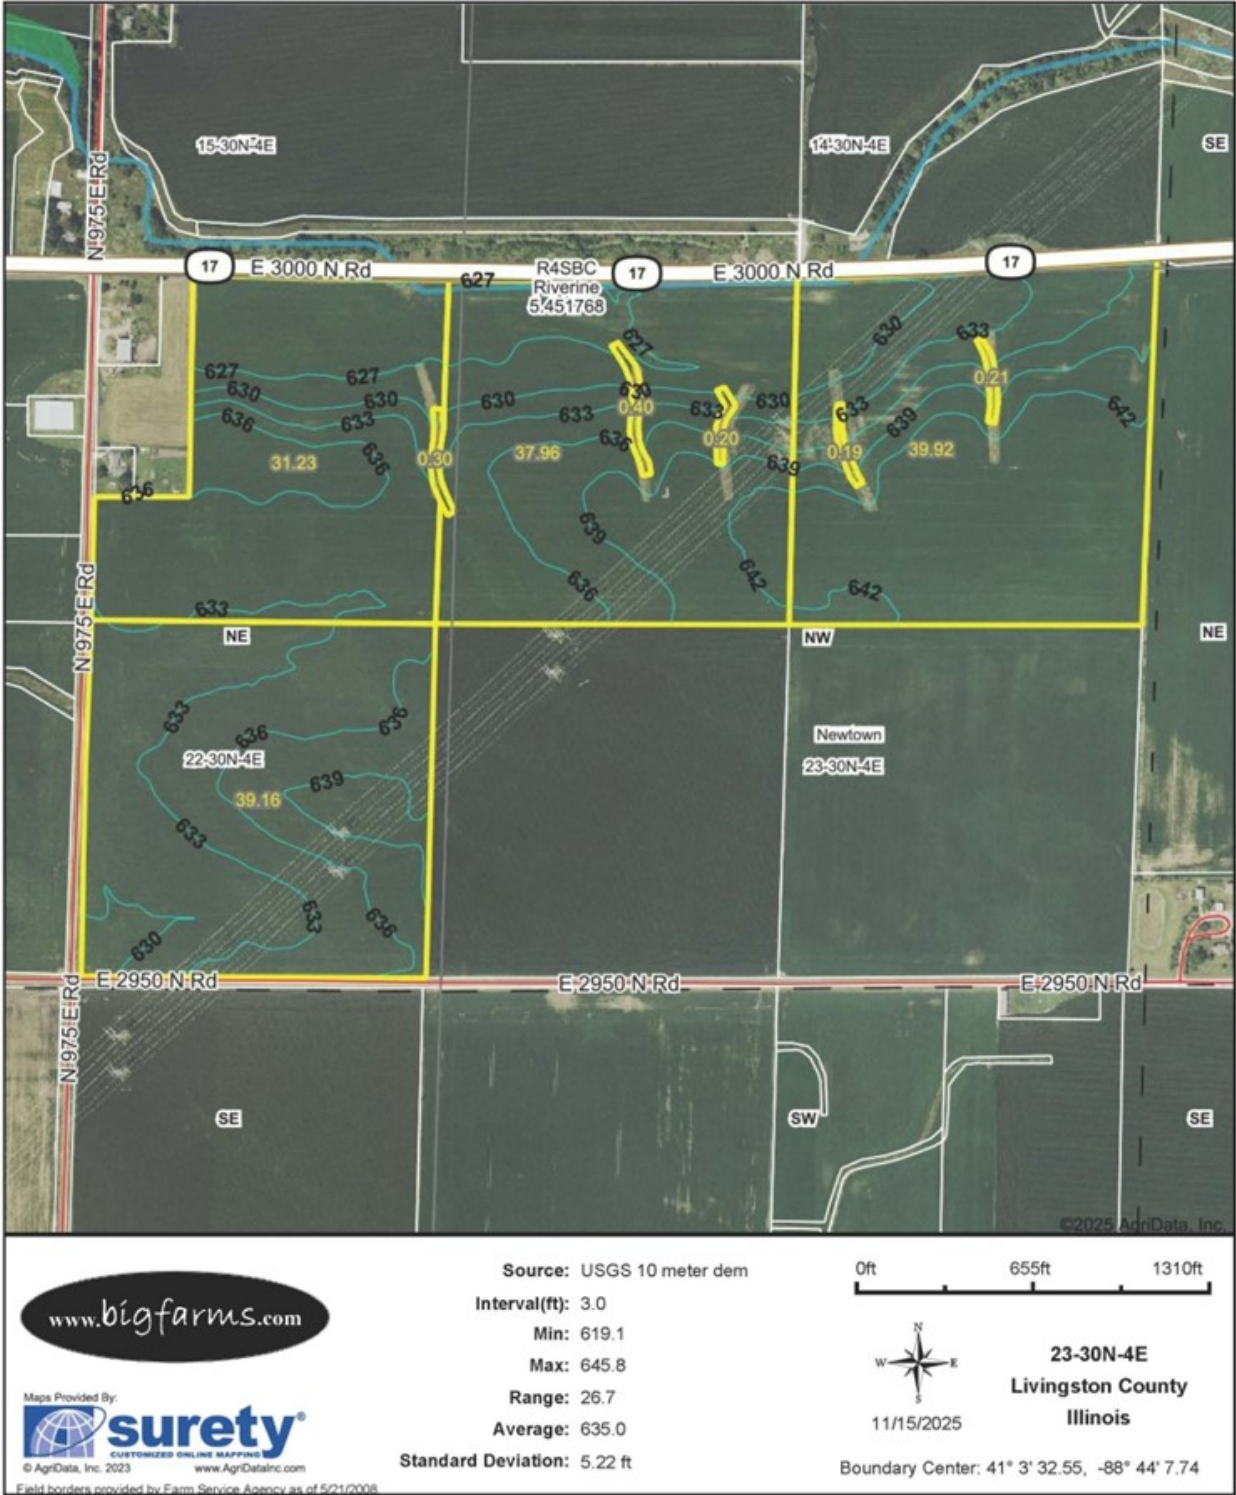 15-30N-4E
14-30N-4E
SE
N 975 E Rd
17
E 3000 N Rd
627
R4SBC
Riverine
5.451768
17
E 3000 N Rd
17
630
633
627
627
627
630
630
630
630
630
633
633
633
633
636
636
636
636
639
639
642
0.21
0.40
0.20
0.19
0.30
31.23
37.96
39.92
639
636
642
642
N 975 E Rd
633
NE
NW
NE
633
636
636
22-30N-4E
639
39.16
633
Newtown
23-30N-4E
633
636
630
E 2950 N Rd
E 2950 N Rd
E 2950 N Rd
N 975 E Rd
SE
SW
SE
©2025 AgriData, Inc.
www.bigfarms.com
Maps Provided By:
surety®
CUSTOMIZED ONLINE MAPPING
© AgriData, Inc. 2023 www.AgriDataInc.com
Field borders provided by Farm Service Agency as of 5/21/2008.
Source: USGS 10 meter dem
Interval(ft): 3.0
Min: 619.1
Max: 645.8
Range: 26.7
Average: 635.0
Standard Deviation: 5.22 ft
0ft 655ft 1310ft
N
W E
S
11/15/2025
23-30N-4E
Livingston County
Illinois
Boundary Center: 41° 3' 32.55, -88° 44' 7.74